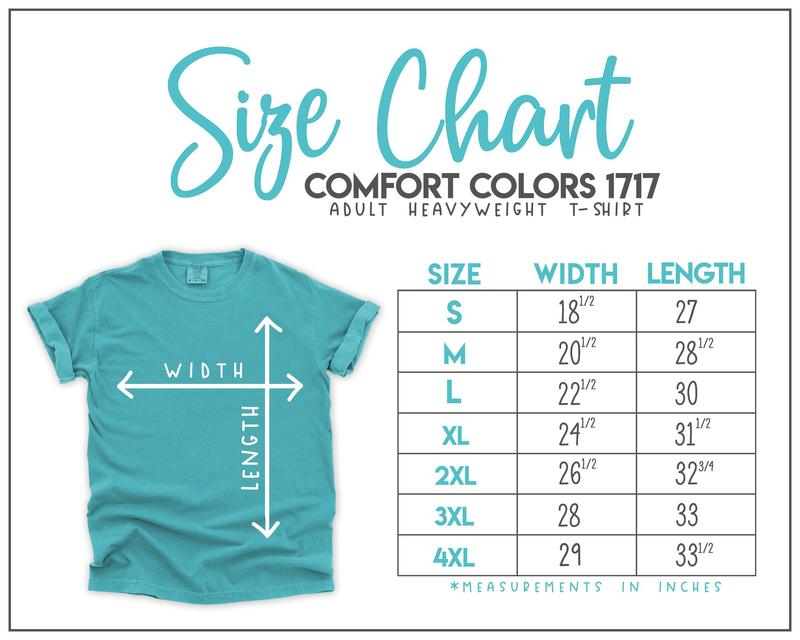 Size Chart
COMFORT COLORS 1717
ADULT HEAVYWEIGHT T-SHIRT
WIDTH
LENGTH
SIZE WIDTH LENGTH
S 18 1/2 27
M 20 1/2 28 1/2
L 22 1/2 30
XL 24 1/2 31 1/2
2XL 26 1/2 32 3/4
3XL 28 33
4XL 29 33 1/2
*MEASUREMENTS IN INCHES